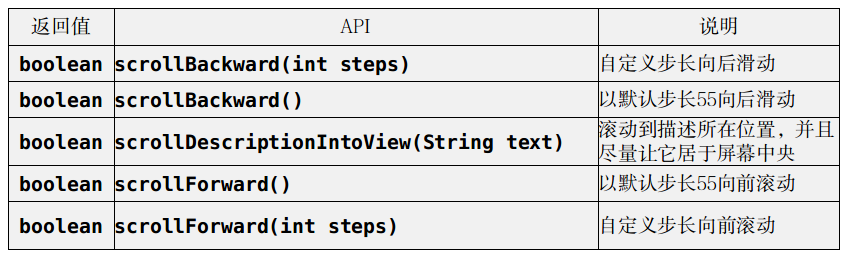 返回值 API 说明
boolean scrollBackward(int steps) 自定义步长向后滑动
boolean scrollBackward() 以默认步长55向后滑动
boolean scrollDescriptionIntoView(String text) 滚动到描述所在位置，并且
尽量让它居于屏幕中央
boolean scrollForward() 以默认步长55向前滚动
boolean scrollForward(int steps) 自定义步长向前滚动